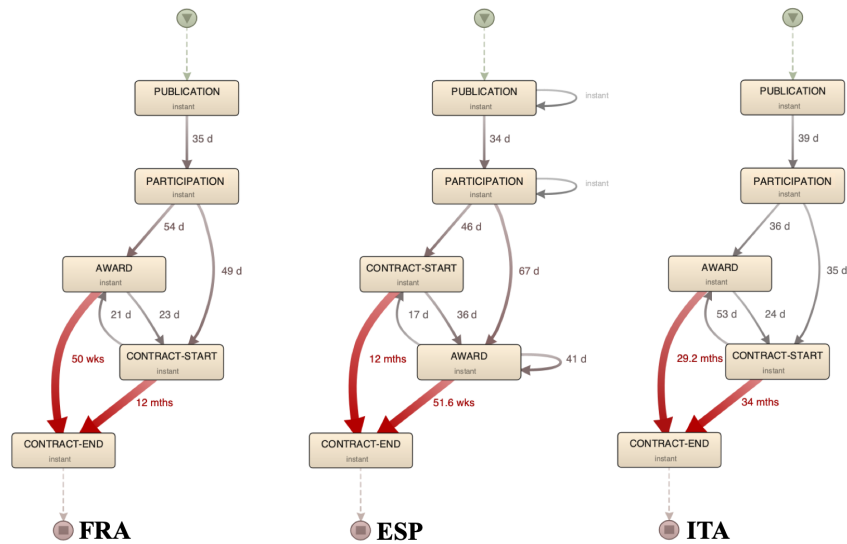 PUBLICATION
instant
35 d
PARTICIPATION
instant
54 d
49 d
AWARD
instant
21 d
23 d
CONTRACT-START
instant
50 wks
12 mths
CONTRACT-END
instant
FRA
PUBLICATION
instant
instant
34 d
PARTICIPATION
instant
instant
46 d
67 d
CONTRACT-START
instant
17 d
36 d
AWARD
instant
41 d
12 mths
51.6 wks
CONTRACT-END
instant
ESP
PUBLICATION
instant
39 d
PARTICIPATION
instant
36 d
35 d
AWARD
instant
53 d
24 d
CONTRACT-START
instant
29.2 mths
34 mths
CONTRACT-END
instant
ITA